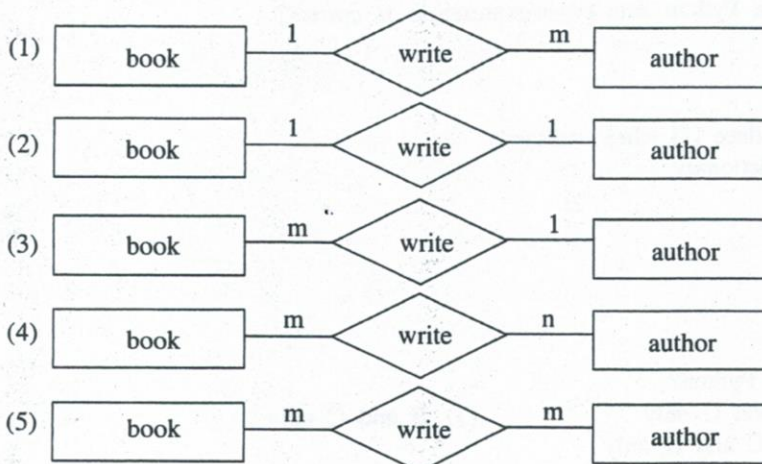 (1) book 1 write m author
(2) book 1 write 1 author
(3) book m write 1 author
(4) book m write n author
(5) book m write m author